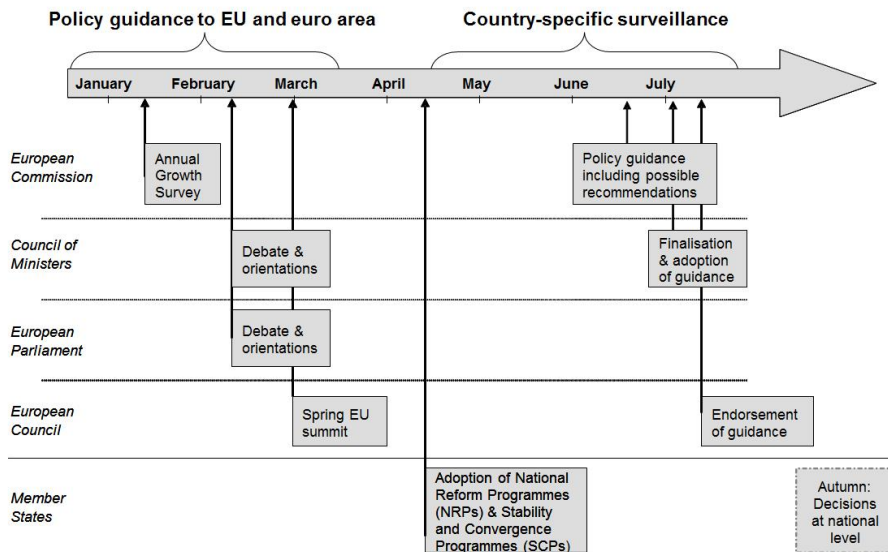 Policy guidance to EU and euro area
Country-specific surveillance
January February March April May June July
European
Commission
Annual
Growth
Survey
Policy guidance
including possible
recommendations
Council of
Ministers
Debate &
orientations
Finalisation
& adoption
of guidance
European
Parliament
Debate &
orientations
European
Council
Spring EU
summit
Endorsement
of guidance
Member
States
Adoption of National
Reform Programmes
(NRPs) & Stability
and Convergence
Programmes (SCPs)
Autumn:
Decisions
at national
level